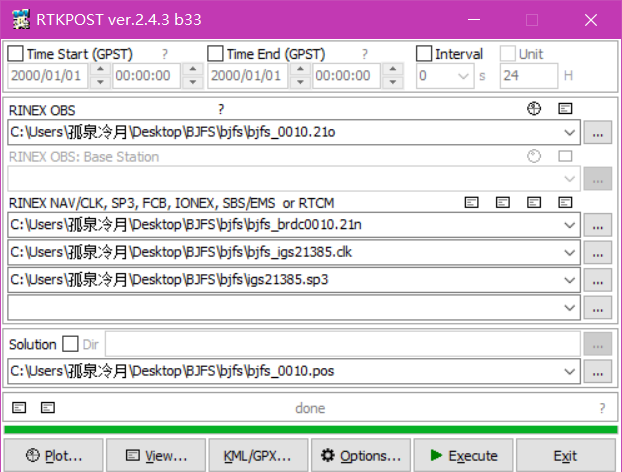 RTKPOST ver.2.4.3 b33
Time Start (GPST) ? Time End (GPST) ? Interval Unit
2000/01/01 00:00:00 2000/01/01 00:00:00 0 s 24 H
RINEX OBS ?
C:\Users\孤泉冷月\Desktop\BJFS\bjfs\bjfs_0010.21o ...
RINEX OBS: Base Station
...
RINEX NAV/CLK, SP3, FCB, IONEX, SBS/EMS or RTCM
C:\Users\孤泉冷月\Desktop\BJFS\bjfs\bjfs_brdc0010.21n ...
C:\Users\孤泉冷月\Desktop\BJFS\bjfs\bjfs_igs21385.clk ...
C:\Users\孤泉冷月\Desktop\BJFS\bjfs\igs21385.sp3 ...
...
Solution Dir ...
C:\Users\孤泉冷月\Desktop\BJFS\bjfs\bjfs_0010.pos ...
done ?
Plot... View... KML/GPX... Options... Execute Exit